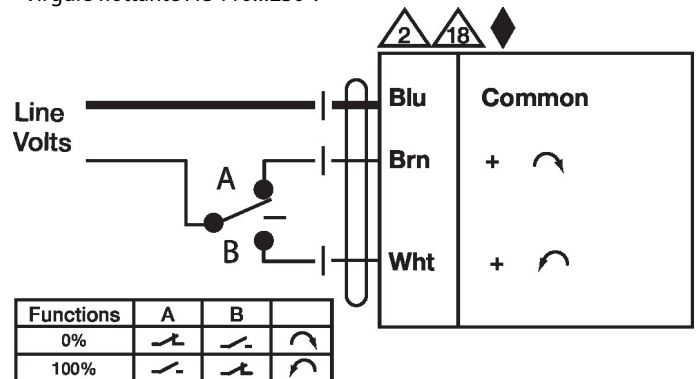 2 18
Blu Common
Line
Volts
Brn +
A
B
Wht +
Functions A B
0%
100%